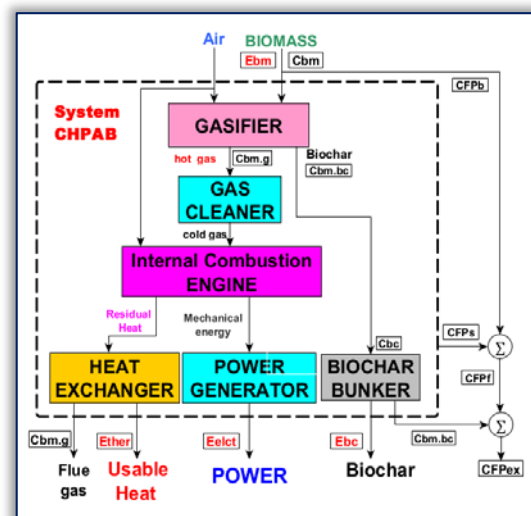 Air
BIOMASS
Ebm
Cbm
CFPb
System
CHPAB
GASIFIER
hot gas
Cbm.g
Biochar
Cbm.bc
GAS
CLEANER
cold gas
Internal Combustion
ENGINE
Residual
Heat
Mechanical
energy
Cbc
CFPs
Σ
HEAT
EXCHANGER
POWER
GENERATOR
BIOCHAR
BUNKER
CFPf
Cbm.g
Ether
Eelct
Ebc
Cbm.bc
Σ
Flue
gas
Usable
Heat
POWER
Biochar
CFPex